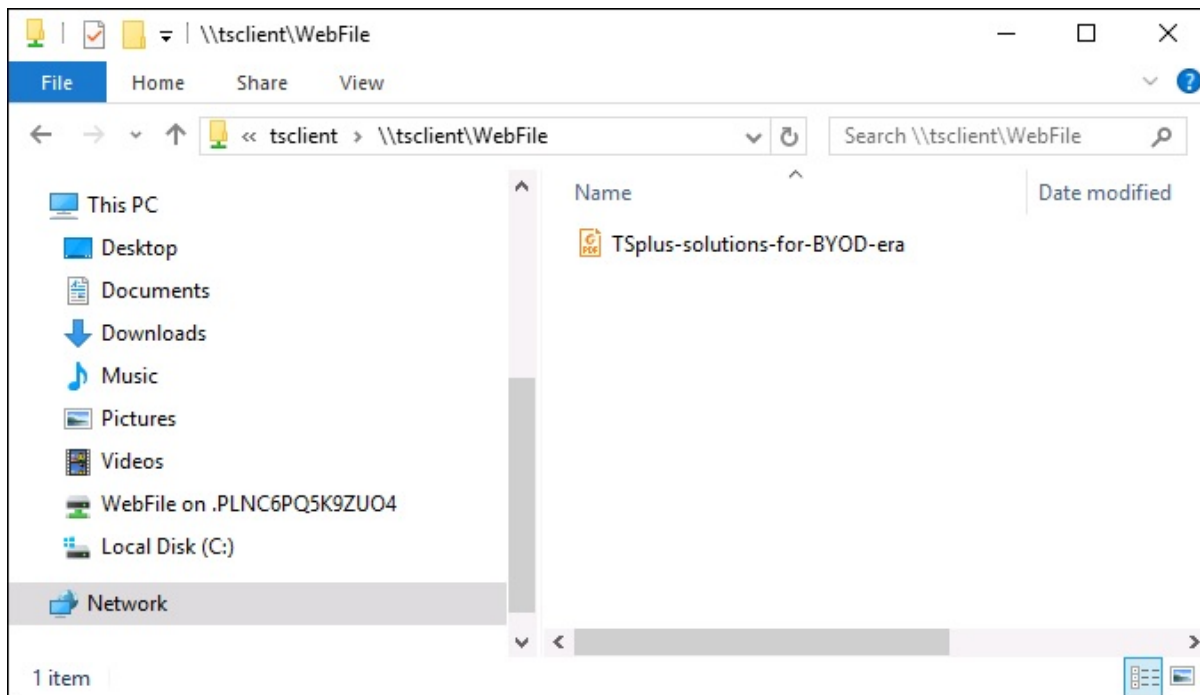 \\tsclient\WebFile
File Home Share View
« tsclient › \\tsclient\WebFile
Search \\tsclient\WebFile
This PC
Desktop
Documents
Downloads
Music
Pictures
Videos
WebFile on .PLNC6PQ5K9ZUO4
Local Disk (C:)
Network
Name Date modified
PDF TSplus-solutions-for-BYOD-era
1 item